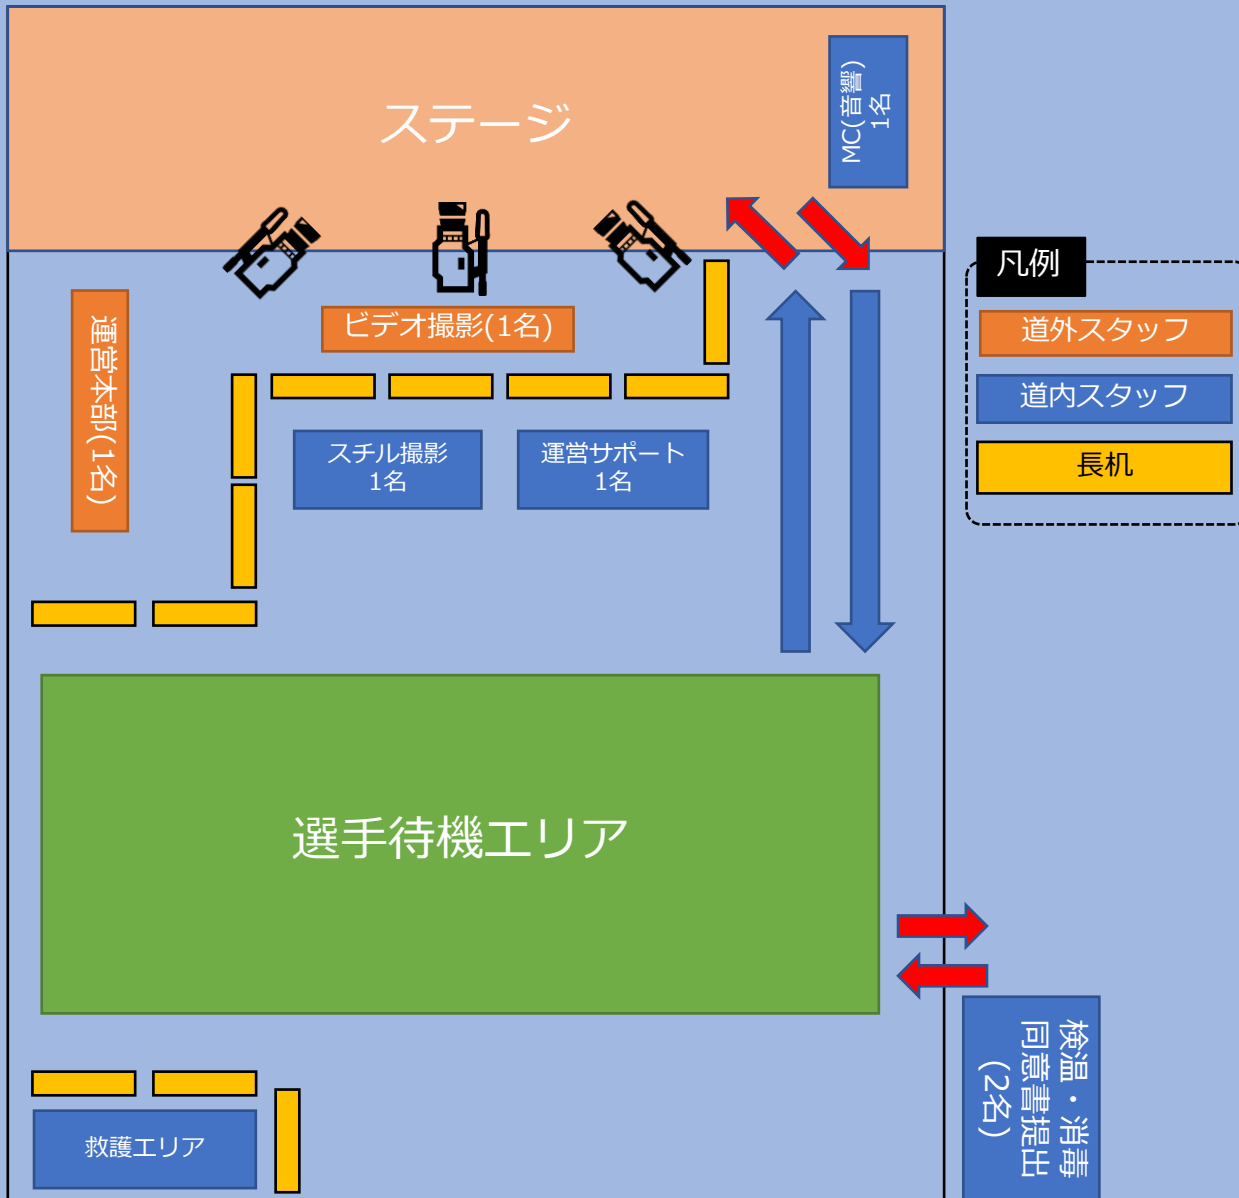 ステージ
MC(音響)
1名
凡例
道外スタッフ
道内スタッフ
長机
運営本部(1名)
ビデオ撮影(1名)
スチル撮影
1名
運営サポート
1名
選手待機エリア
検温・消毒
同意書提出
(2名)
救護エリア